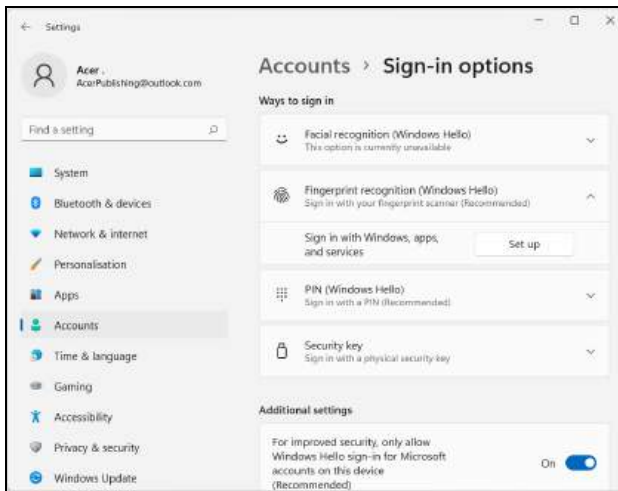 Settings
Acer .
AcerPublishing@outlook.com
Find a setting
System
Bluetooth & devices
Network & internet
Personalisation
Apps
Accounts
Time & language
Gaming
Accessibility
Privacy & security
Windows Update
Accounts > Sign-in options
Ways to sign in
Facial recognition (Windows Hello)
This option is currently unavailable
Fingerprint recognition (Windows Hello)
Sign in with your fingerprint scanner (Recommended)
Sign in with Windows, apps,
and services
Set up
PIN (Windows Hello)
Sign in with a PIN (Recommended)
Security key
Sign in with a physical security key
Additional settings
For improved security, only allow
Windows Hello sign-in for Microsoft
accounts on this device
(Recommended)
On